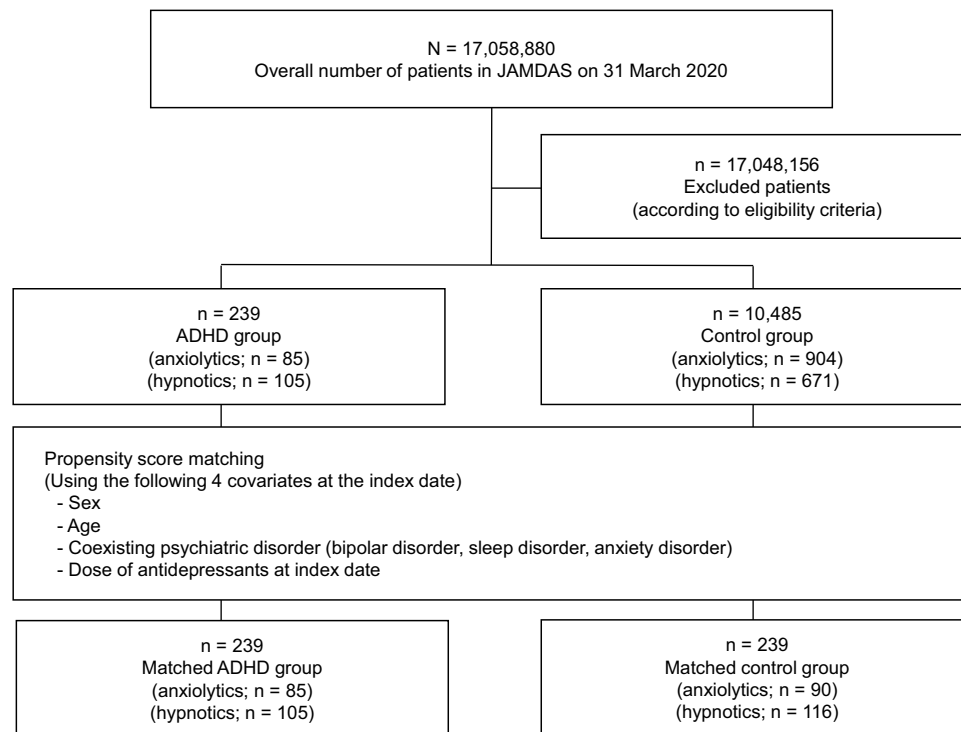 N = 17,058,880
Overall number of patients in JAMDAS on 31 March 2020
n = 17,048,156
Excluded patients
(according to eligibility criteria)
n = 239
ADHD group
(anxiolytics; n = 85)
(hypnotics; n = 105)
n = 10,485
Control group
(anxiolytics; n = 904)
(hypnotics; n = 671)
Propensity score matching
(Using the following 4 covariates at the index date)
- Sex
- Age
- Coexisting psychiatric disorder (bipolar disorder, sleep disorder, anxiety disorder)
- Dose of antidepressants at index date
n = 239
Matched ADHD group
(anxiolytics; n = 85)
(hypnotics; n = 105)
n = 239
Matched control group
(anxiolytics; n = 90)
(hypnotics; n = 116)